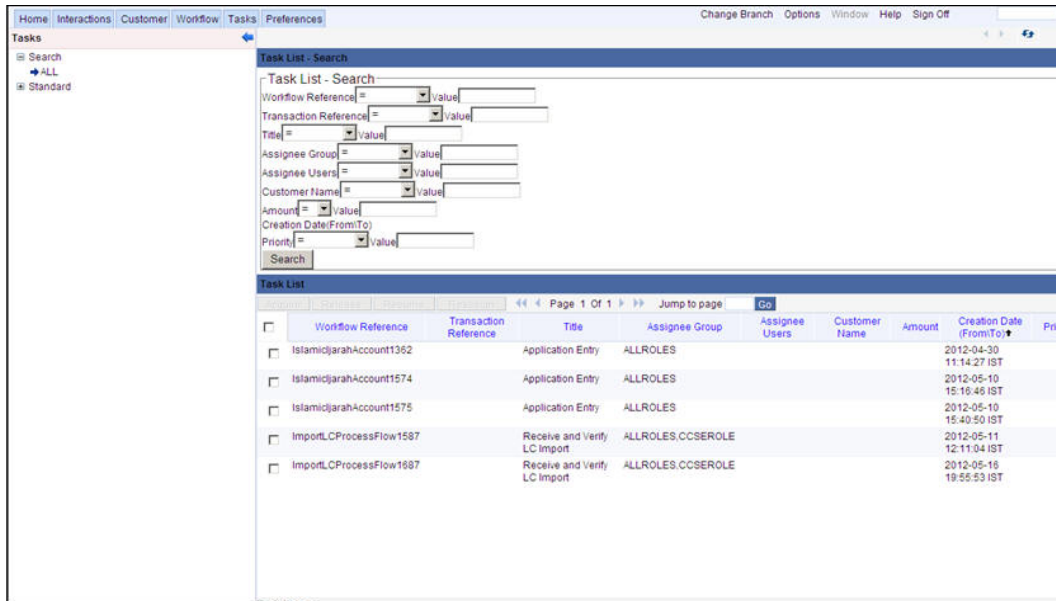 Home Interactions Customer Workflow Tasks Preferences
Change Branch Options Window Help Sign Off
Tasks
Search
ALL
Standard
Task List - Search
Task List - Search
Workflow Reference = Value
Transaction Reference = Value
Title = Value
Assignee Group = Value
Assignee Users = Value
Customer Name = Value
Amount = Value
Creation Date(From\To)
Priority = Value
Search
Task List
Page 1 Of 1 Jump to page Go
Workflow Reference Transaction Reference Title Assignee Group Assignee Users Customer Name Amount Creation Date (From\To) Pri
IslamicIjarahAccount1362 Application Entry ALLROLES 2012-04-30 11:14:27 IST
IslamicIjarahAccount1574 Application Entry ALLROLES 2012-05-10 15:16:46 IST
IslamicIjarahAccount1575 Application Entry ALLROLES 2012-05-10 15:40:50 IST
ImportLCProcessFlow1587 Receive and Verify LC Import ALLROLES,CCSEROLE 2012-05-11 12:11:04 IST
ImportLCProcessFlow1687 Receive and Verify LC Import ALLROLES,CCSEROLE 2012-05-16 19:55:53 IST